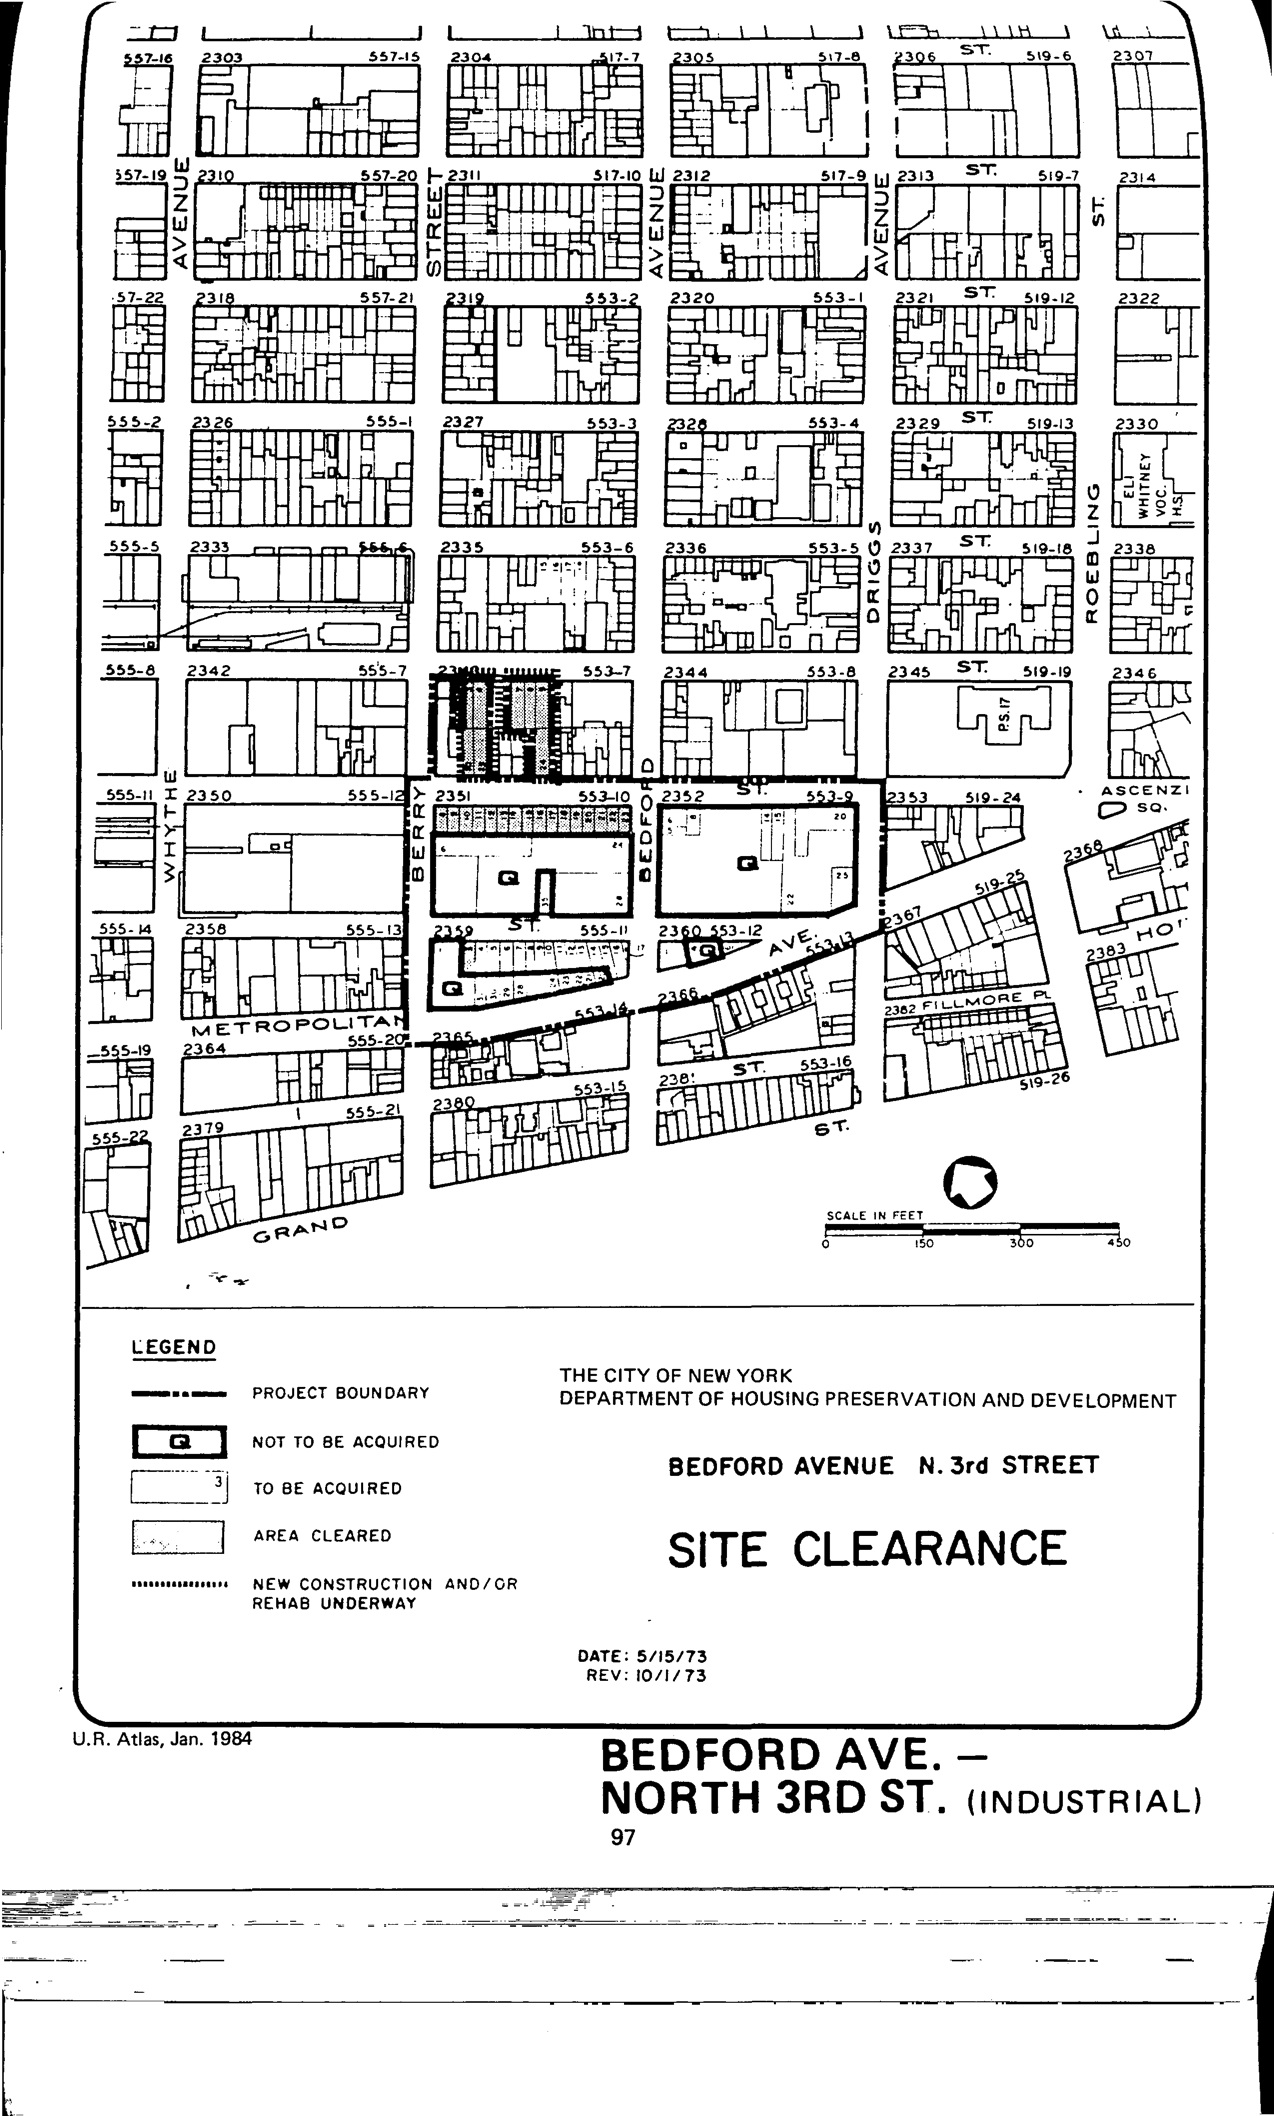 ST.
557-16 2303 557-15 2304 517-7 2305 517-8 2306 519-6 2307
ST.
557-19 2310 557-20 2311 517-10 2312 517-9 2313 519-7 2314
AVENUE
STREET
AVENUE
AVENUE
ST.
ST.
57-22 2318 557-21 2319 553-2 2320 553-1 2321 519-12 2322
ST.
555-2 2326 555-1 2327 553-3 2328 553-4 2329 519-13 2330
ELI
WHITNEY
VOC.
H.S.
ST.
555-5 2333 2335 553-6 2336 553-5 2337 519-18 2338
DRIGGS
ROEBLING
ST.
555-8 2342 555-7 553-7 2344 553-8 2345 519-19 2346
P.S.17
WHYTHE
BERRY
BEDFORD
ST.
ASCENZI
SQ.
555-11 2350 555-12 2351 553-10 2352 553-9 2353 519-24
6
24
Q
35
28
Q
20
25
22
14
15
8
2368
519-25
ST.
2367
555-14 2358 555-13 2359 555-11 2360 553-12
AVE.
553-13
2383
Q
Q
METROPOLITAN
553-14
2366
2382 FILLMORE PL
555-19 2364 555-20 2365
ST.
553-16
519-26
555-21 2380 553-15 238
ST.
555-22 2379
GRAND
SCALE IN FEET
0 150 300 450
LEGEND
PROJECT BOUNDARY
Q NOT TO BE ACQUIRED
3 TO BE ACQUIRED
AREA CLEARED
NEW CONSTRUCTION AND/OR
REHAB UNDERWAY
THE CITY OF NEW YORK
DEPARTMENT OF HOUSING PRESERVATION AND DEVELOPMENT
BEDFORD AVENUE N. 3rd STREET
SITE CLEARANCE
DATE: 5/15/73
REV: 10/1/73
U.R. Atlas, Jan. 1984
BEDFORD AVE. –
NORTH 3RD ST. (INDUSTRIAL)
97